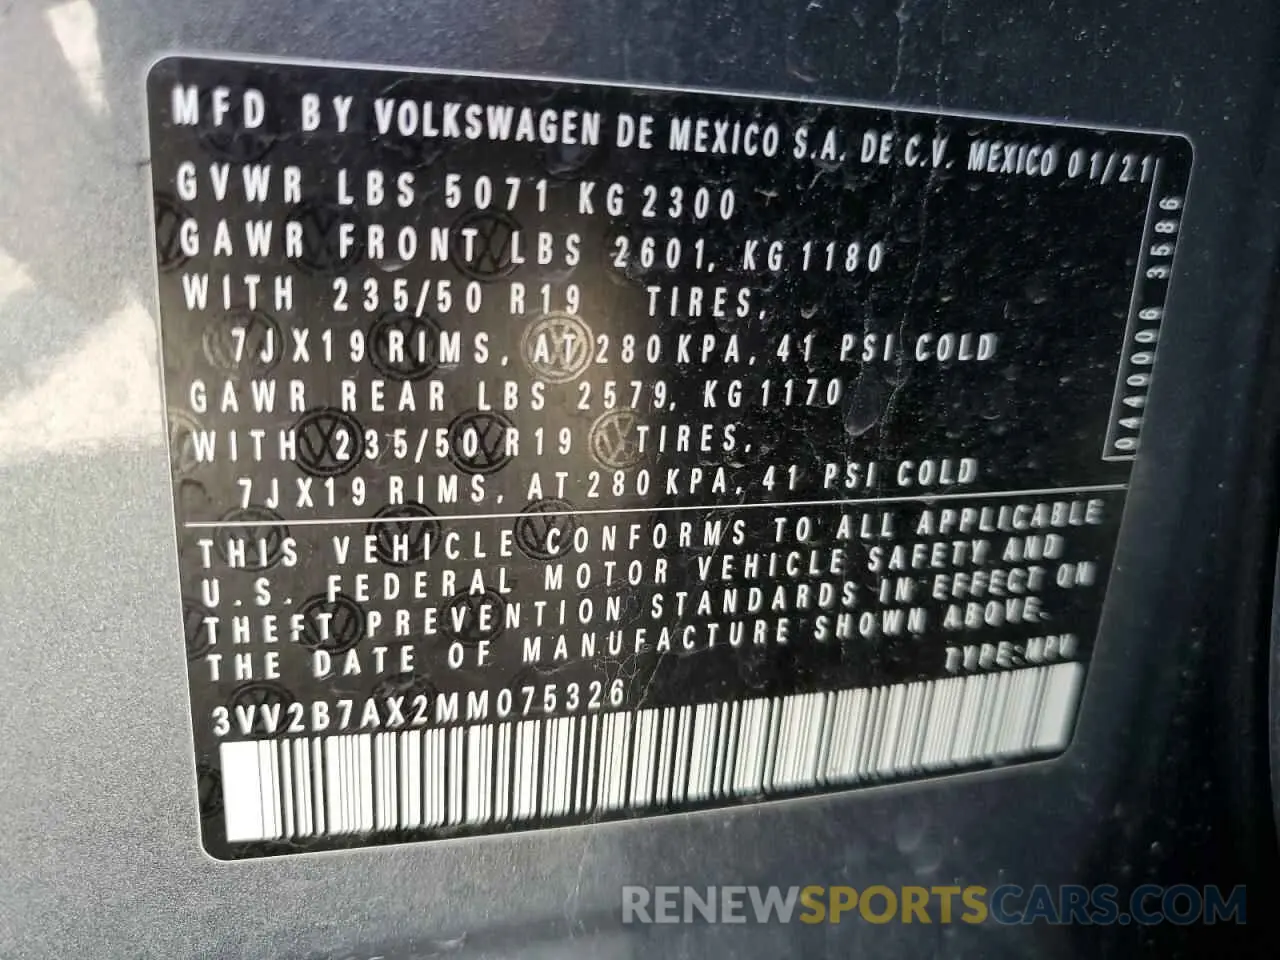 MFD BY VOLKSWAGEN DE MEXICO S.A. DE C.V. MEXICO 01/21
GVWR LBS 5071 KG 2300
GAWR FRONT LBS 2601, KG 1180
WITH 235/50 R19 TIRES,
7JX19 RIMS, AT 280 KPA, 41 PSI COLD
GAWR REAR LBS 2579, KG 1170
WITH 235/50 R19 TIRES,
7JX19 RIMS, AT 280 KPA, 41 PSI COLD
0AA0006 3586
THIS VEHICLE CONFORMS TO ALL APPLICABLE
U.S. FEDERAL MOTOR VEHICLE SAFETY AND
THEFT PREVENTION STANDARDS IN EFFECT ON
THE DATE OF MANUFACTURE SHOWN ABOVE.
TYPE:MPV
3VV2B7AX2MM075326
RENEWSPORTSCARS.COM